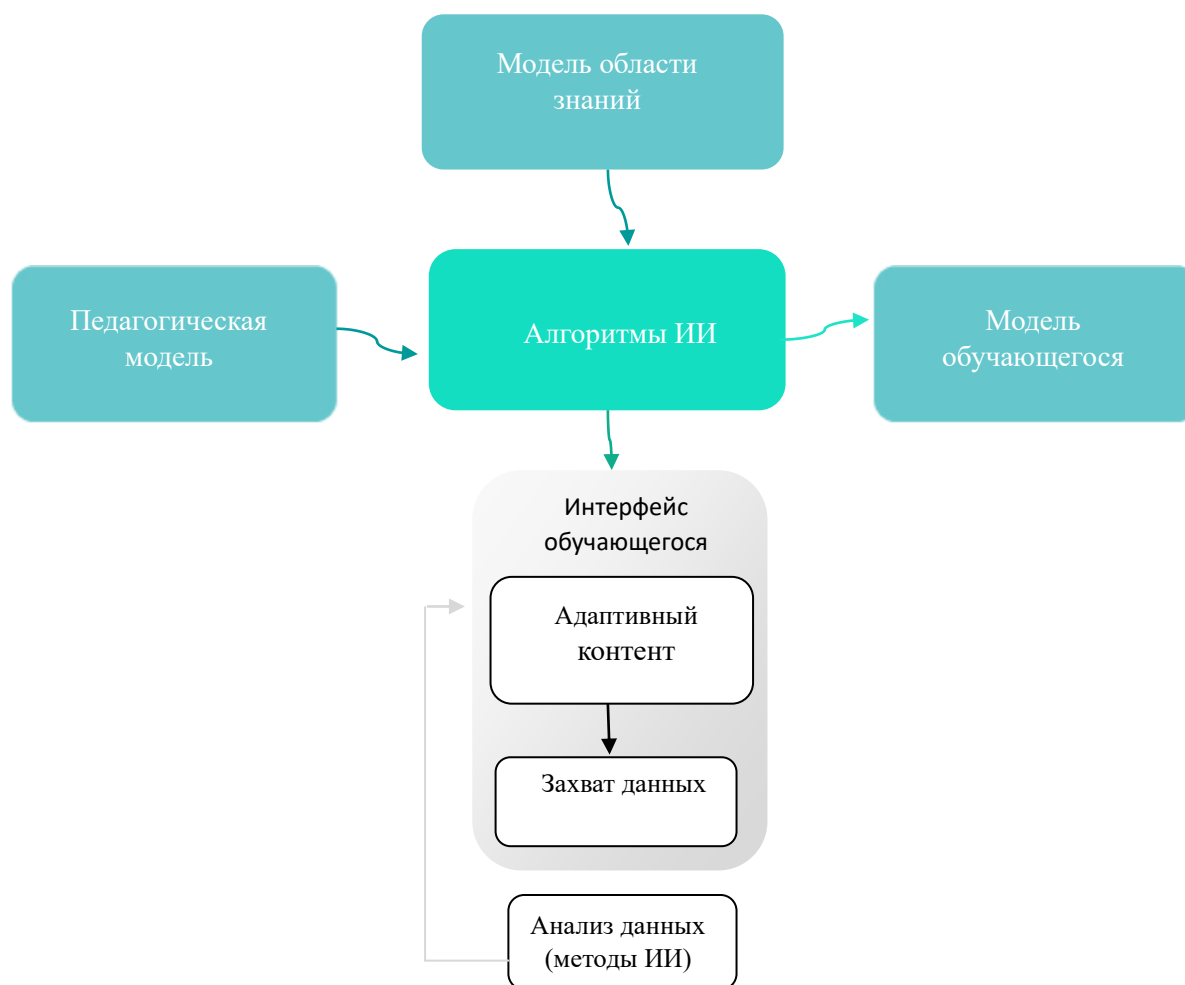 Модель области
знаний
Педагогическая
модель
Алгоритмы ИИ
Модель
обучающегося
Интерфейс
обучающегося
Адаптивный
контент
Захват данных
Анализ данных
(методы ИИ)